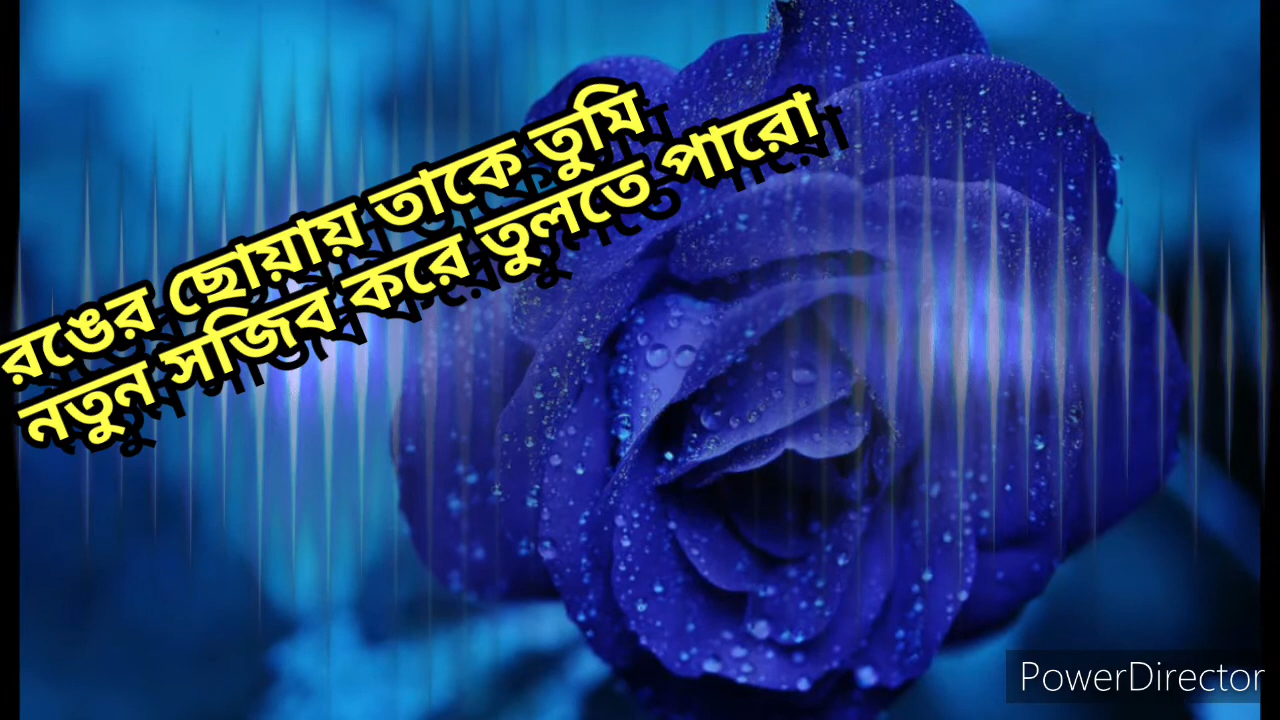 রঙের ছোয়ায় তাকে তুমি
নতুন সজিব করে তুলতে পারো
PowerDirector